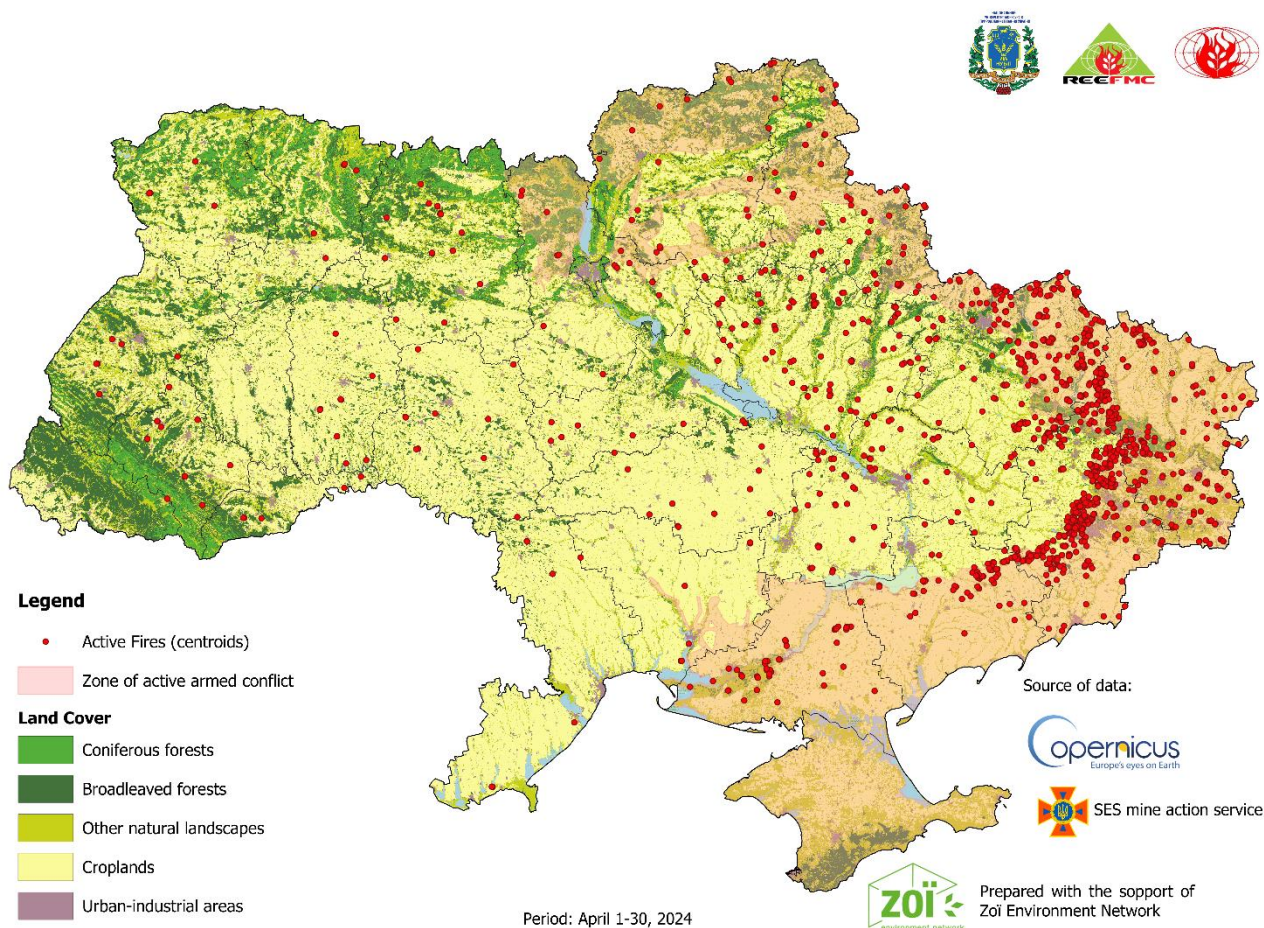 REEFMC
Legend
Active Fires (centroids)
Zone of active armed conflict
Land Cover
Coniferous forests
Broadleaved forests
Other natural landscapes
Croplands
Urban-industrial areas
Period: April 1-30, 2024
Source of data:
opernicus
Europe's eyes on Earth
SES mine action service
zoï
environment network
Prepared with the sopport of
Zoï Environment Network